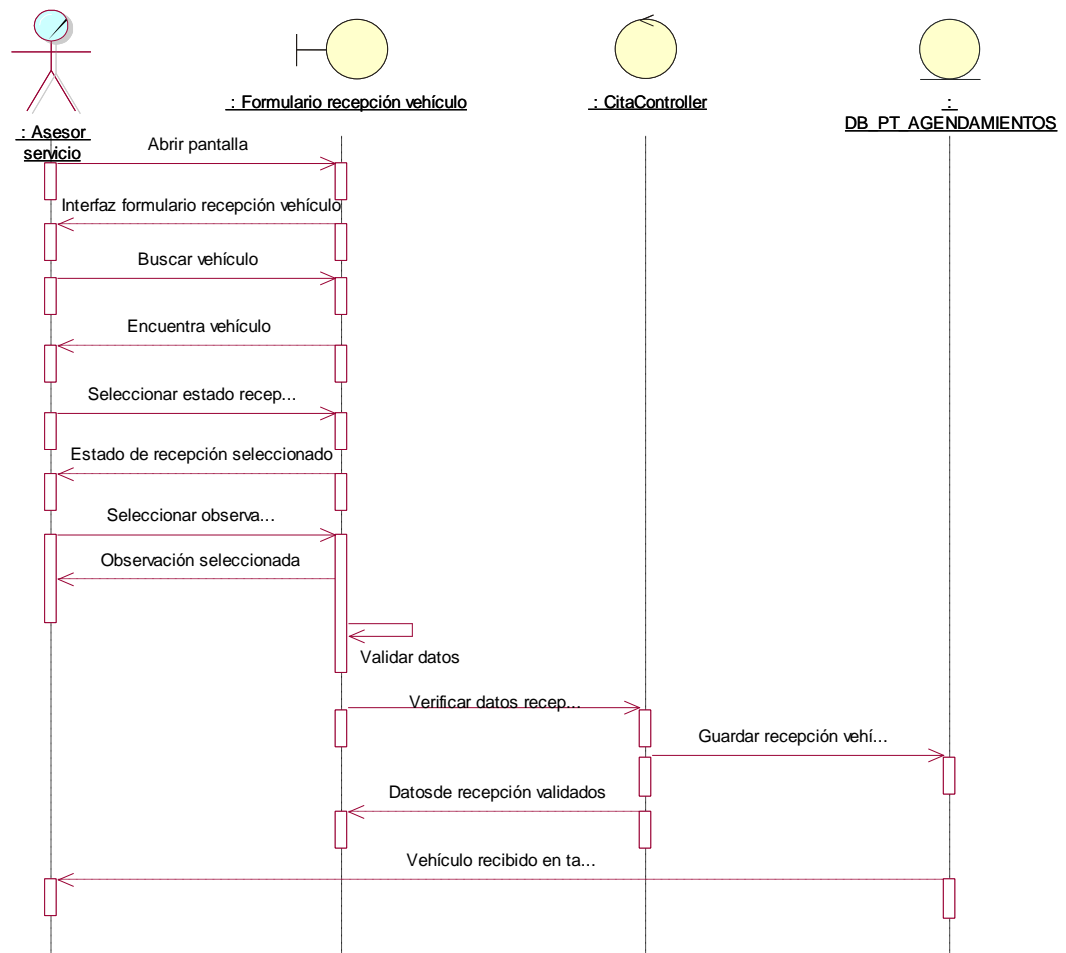 : Asesor
servicio
: Formulario recepción vehículo
: CitaController
:
DB_PT_AGENDAMIENTOS
Abrir pantalla
Interfaz formulario recepción vehículo
Buscar vehículo
Encuentra vehículo
Seleccionar estado recep...
Estado de recepción seleccionado
Seleccionar observa...
Observación seleccionada
Validar datos
Verificar datos recep...
Guardar recepción vehí...
Datosde recepción validados
Vehículo recibido en ta...